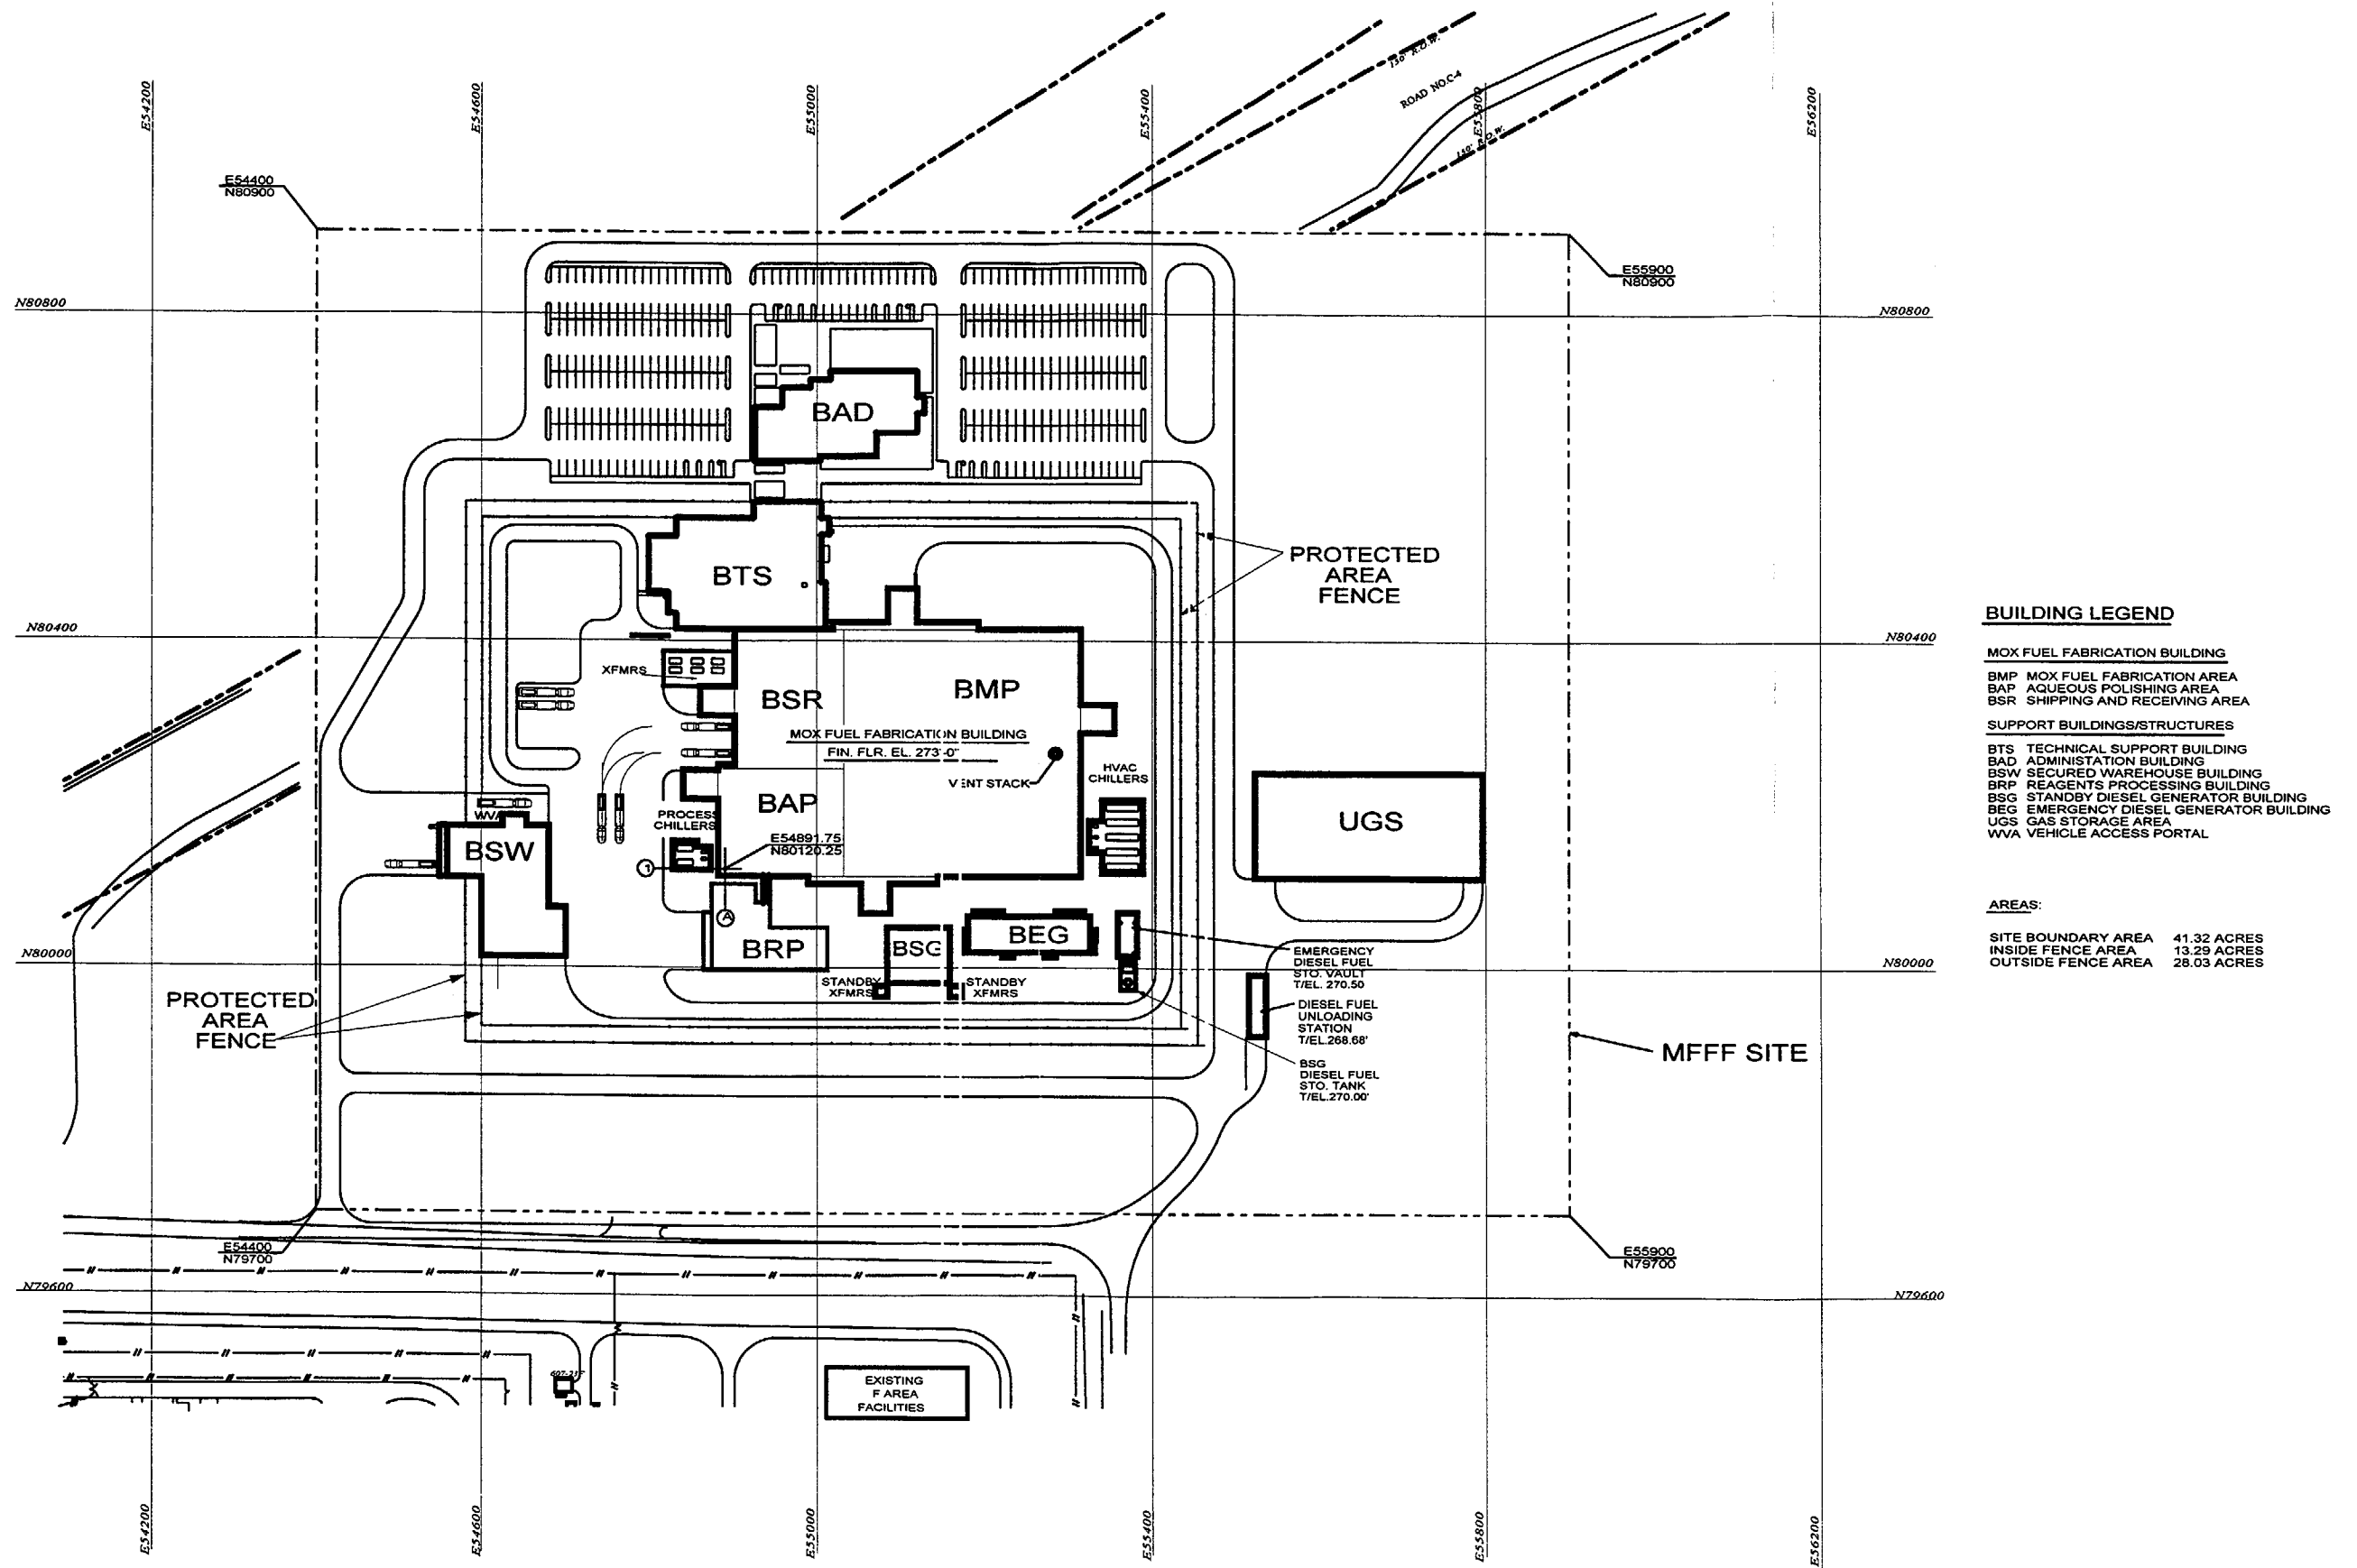 E54200
E54600
E55000
E55400
E55800
E56200
150' R.O.W.
ROAD NO.C-4
150' R.O.W.
E54400
N80900
E55900
N80900
N80800
N80800
BAD
BTS
PROTECTED
AREA
FENCE
N80400
N80400
XFMRS
BSR
BMP
MOX FUEL FABRICATION BUILDING
FIN. FLR. EL. 273'-0"
VENT STACK
HVAC
CHILLERS
BAP
PROCESS
CHILLERS
E54891.75
N80120.25
1
A
WVA
BSW
UGS
BRP
BSG
BEG
N80000
N80000
STANDBY
XFMRS
STANDBY
XFMRS
EMERGENCY
DIESEL FUEL
STO. VAULT
T/EL. 270.50
DIESEL FUEL
UNLOADING
STATION
T/EL.268.68'
BSG
DIESEL FUEL
STO. TANK
T/EL.270.00'
PROTECTED
AREA
FENCE
MFFF SITE
E54400
N79700
E55900
N79700
N79600
N79600
EXISTING
F AREA
FACILITIES
E54200
E54600
E55000
E55400
E55800
E56200
BUILDING LEGEND
MOX FUEL FABRICATION BUILDING
BMP MOX FUEL FABRICATION AREA
BAP AQUEOUS POLISHING AREA
BSR SHIPPING AND RECEIVING AREA
SUPPORT BUILDINGS/STRUCTURES
BTS TECHNICAL SUPPORT BUILDING
BAD ADMINISTATION BUILDING
BSW SECURED WAREHOUSE BUILDING
BRP REAGENTS PROCESSING BUILDING
BSG STANDBY DIESEL GENERATOR BUILDING
BEG EMERGENCY DIESEL GENERATOR BUILDING
UGS GAS STORAGE AREA
WVA VEHICLE ACCESS PORTAL
AREAS:
SITE BOUNDARY AREA 41.32 ACRES
INSIDE FENCE AREA 13.29 ACRES
OUTSIDE FENCE AREA 28.03 ACRES